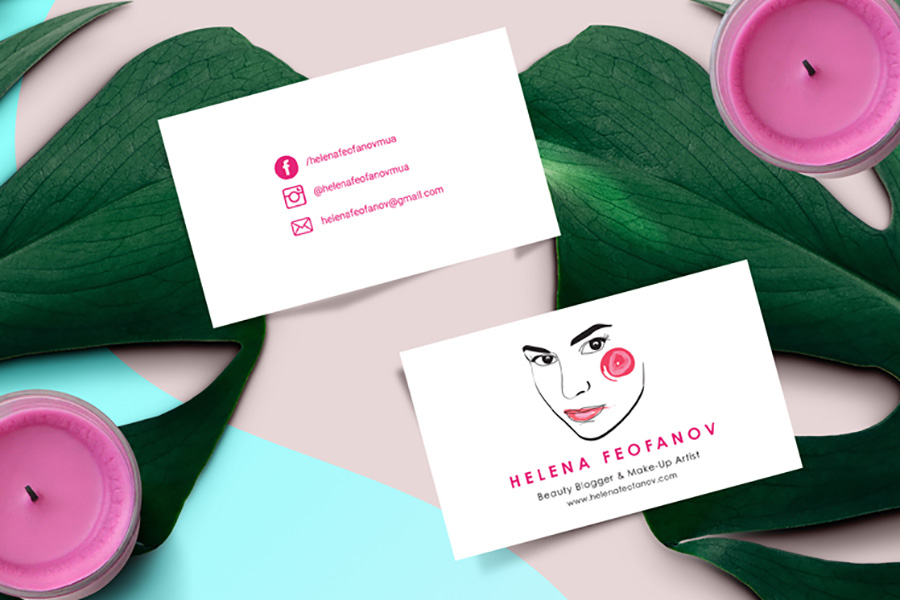 /helenafeofanovmua
@helenafeofanovmua
helenafeofanov@gmail.com
HELENA FEOFANOV
Beauty Blogger & Make-Up Artist
www.helenafeofanov.com